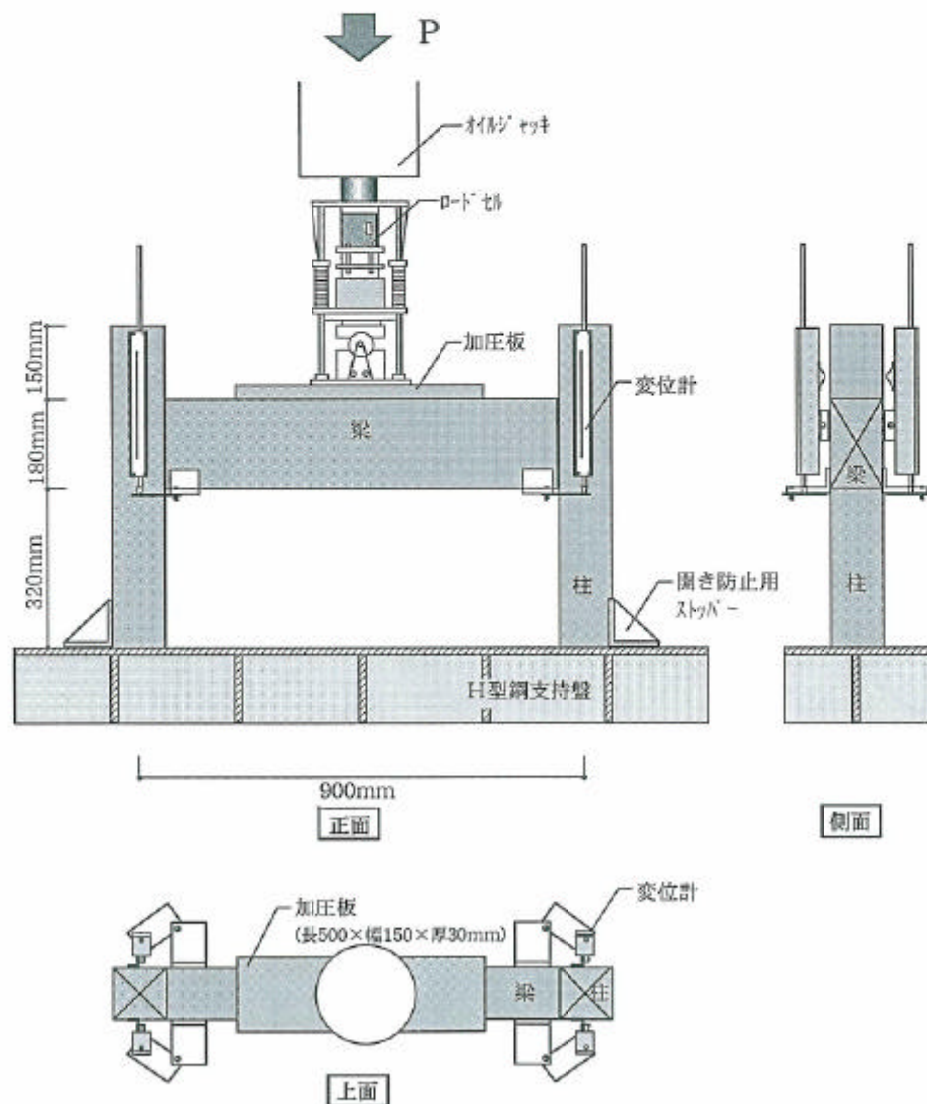 P
オイルジャッキ
ロードセル
加圧板
変位計
150mm
180mm
320mm
梁
梁
柱
柱
開き防止用
ストッパー
H型鋼支持盤
900mm
正面
側面
変位計
加圧板
(長500×幅150×厚30mm)
梁
柱
上面